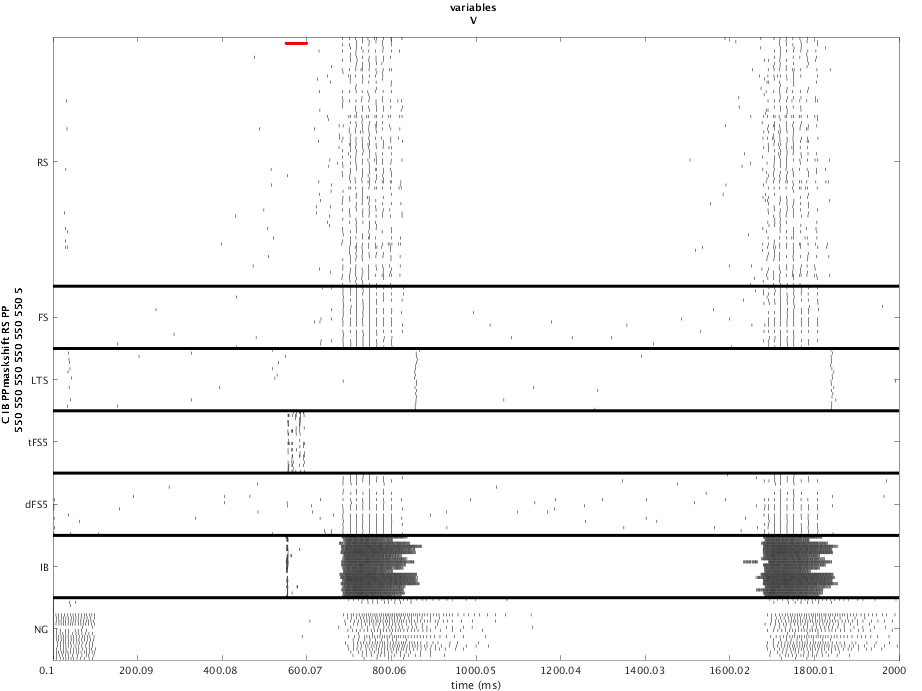 variables
V
RS
FS
LTS
tFS5
dFS5
IB
NG
C IB PPmaskshift RS PP
550 550 550 550 550 550 5
0.1 200.09 400.08 600.07 800.06 1000.05 1200.04 1400.03 1600.02 1800.01 2000
time (ms)